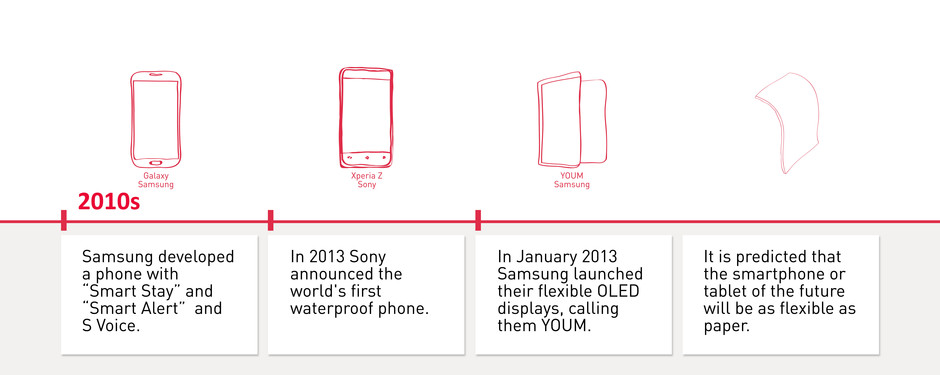 Galaxy
Samsung
Xperia Z
Sony
YOUM
Samsung
2010s
Samsung developed
a phone with
“Smart Stay” and
“Smart Alert”  and
S Voice.
In 2013 Sony
announced the
world's first
waterproof phone.
In January 2013
Samsung launched
their flexible OLED
displays, calling
them YOUM.
It is predicted that
the smartphone or
tablet of the future
will be as flexible as
paper.